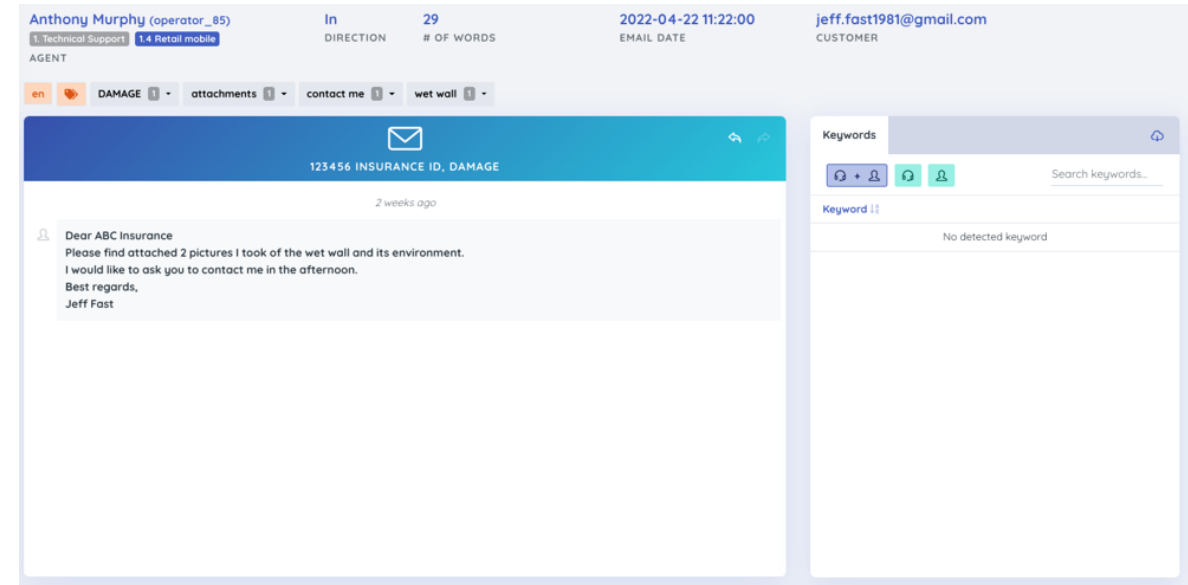 Anthony Murphy (operator_85)
1. Technical Support 1.4 Retail mobile
AGENT
In
DIRECTION
29
# OF WORDS
2022-04-22 11:22:00
EMAIL DATE
jeff.fast1981@gmail.com
CUSTOMER
en DAMAGE 1 attachments 1 contact me 1 wet wall 1
123456 INSURANCE ID, DAMAGE
2 weeks ago
Dear ABC Insurance
Please find attached 2 pictures I took of the wet wall and its environment.
I would like to ask you to contact me in the afternoon.
Best regards,
Jeff Fast
Keywords
+
Search keywords..
Keyword
No detected keyword